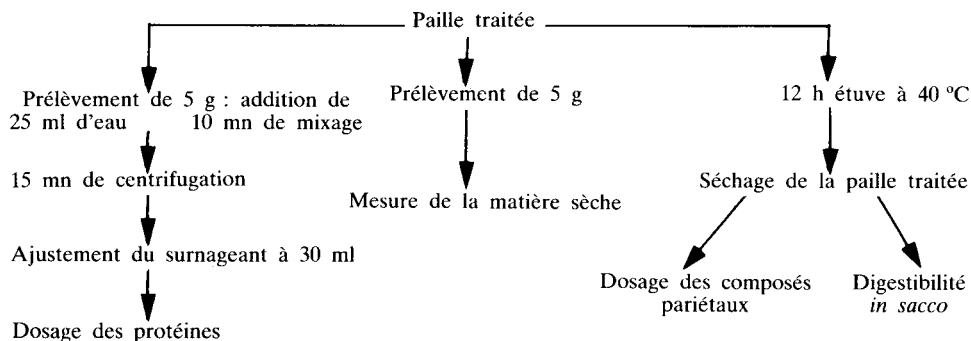 Paille traitée
Prélèvement de 5 g : addition de
25 ml d'eau 10 mn de mixage
15 mn de centrifugation
Ajustement du surnageant à 30 ml
Dosage des protéines
Prélèvement de 5 g
Mesure de la matière sèche
12 h étuve à 40 °C
Séchage de la paille traitée
Dosage des composés
pariétaux
Digestibilité
in sacco